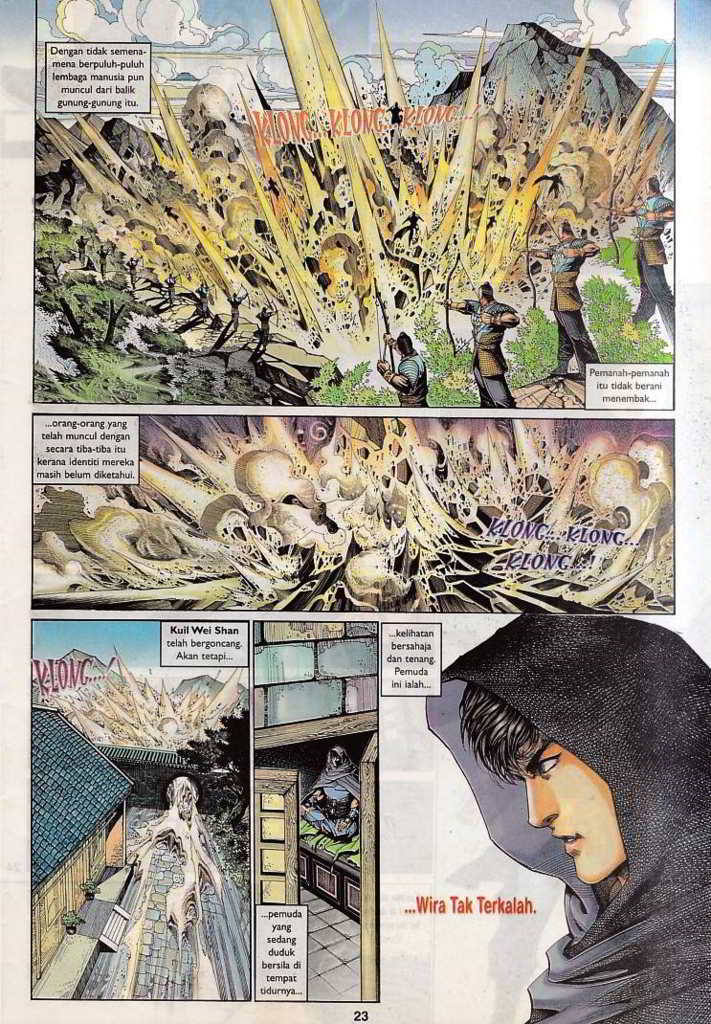 Dengan tidak semena-
mena berpuluh-puluh
lembaga manusia pun
muncul dari balik
gunung-gunung itu.
KLONG... KLONG... KLONG...
Pemanah-pemanah
itu tidak berani
menembak...
...orang-orang yang
telah muncul dengan
secara tiba-tiba itu
kerana identiti mereka
masih belum diketahui.
KLONG... KLONG...
KLONG...!
Kuil Wei Shan
telah bergoncang.
Akan tetapi...
KLONG...!
...pemuda
yang
sedang
duduk
bersila di
tempat
tidurnya...
...kelihatan
bersahaja
dan tenang.
Pemuda
ini ialah...
...Wira Tak Terkalah.
23